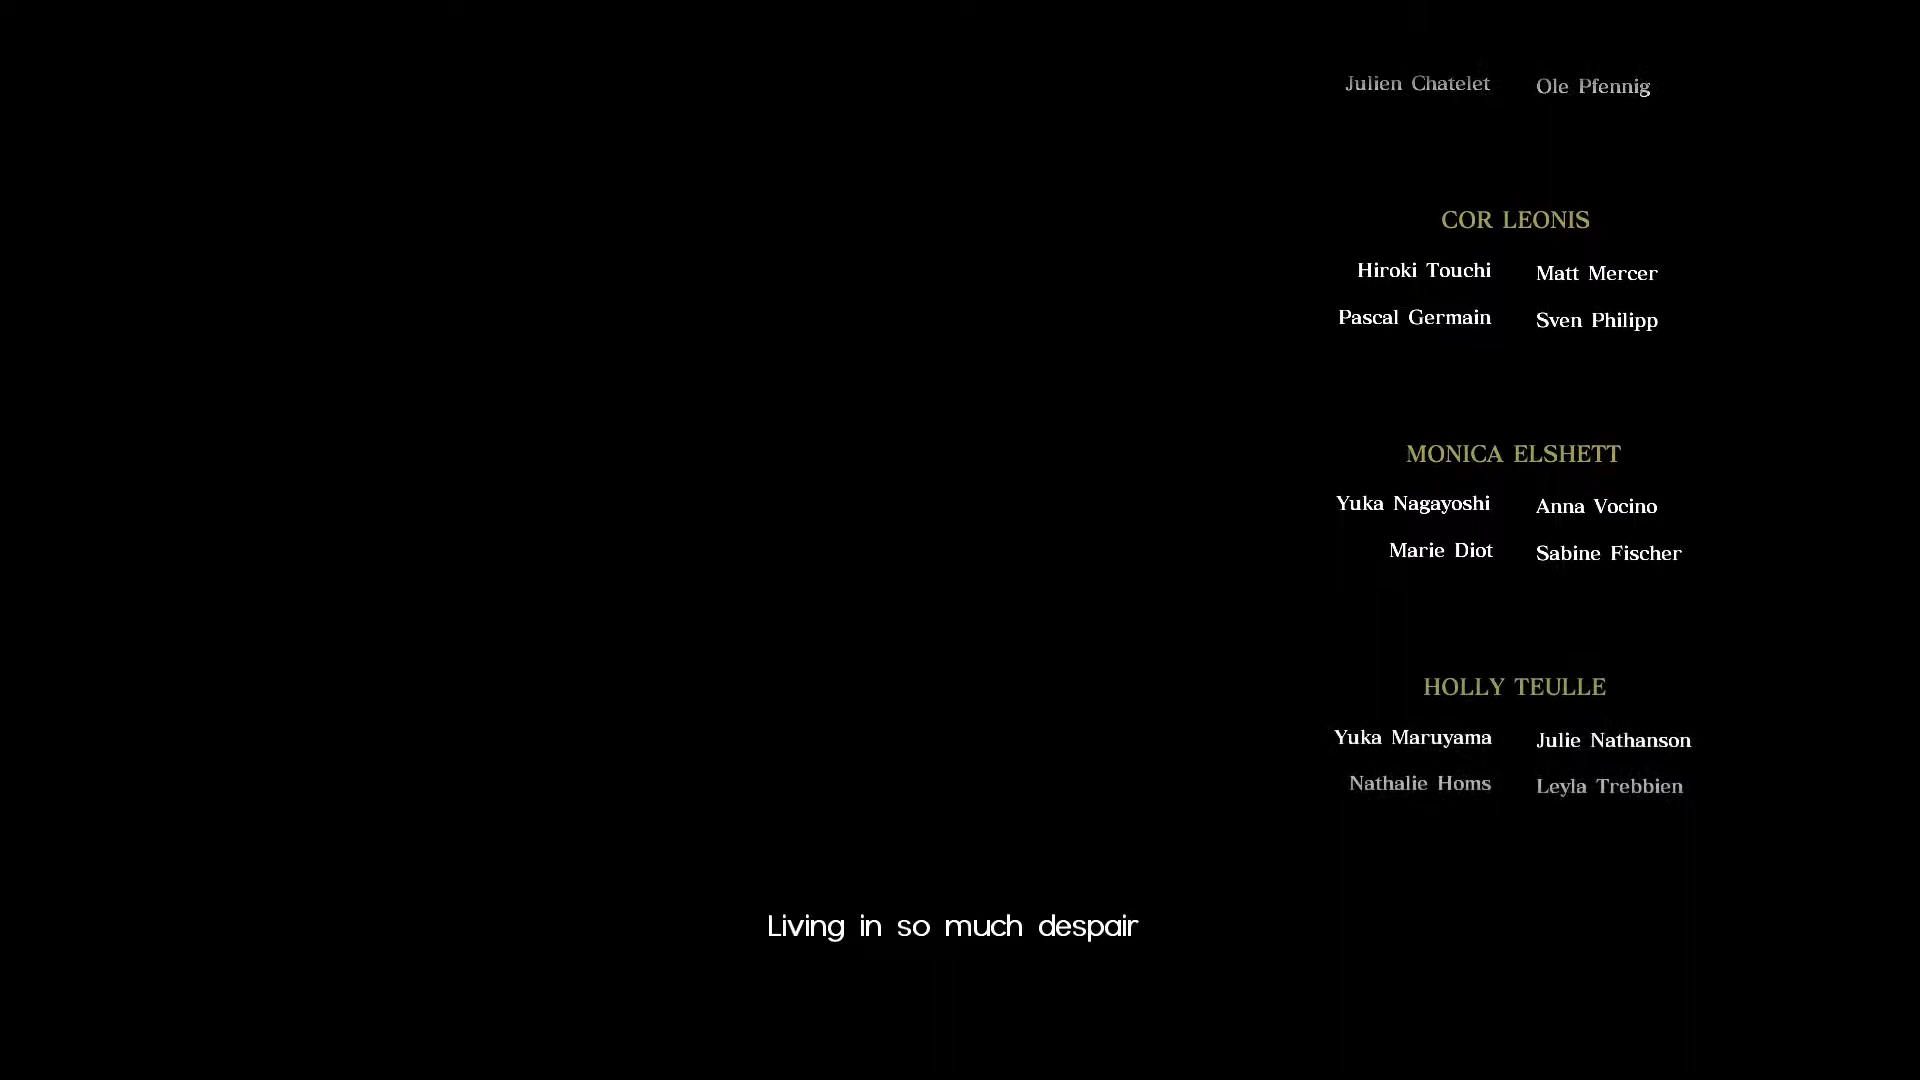 Julien Chatelet Ole Pfennig
COR LEONIS
Hiroki Touchi Matt Mercer
Pascal Germain Sven Philipp
MONICA ELSHETT
Yuka Nagayoshi Anna Vocino
Marie Diot Sabine Fischer
HOLLY TEULLE
Yuka Maruyama Julie Nathanson
Nathalie Homs Leyla Trebbien
Living in so much despair